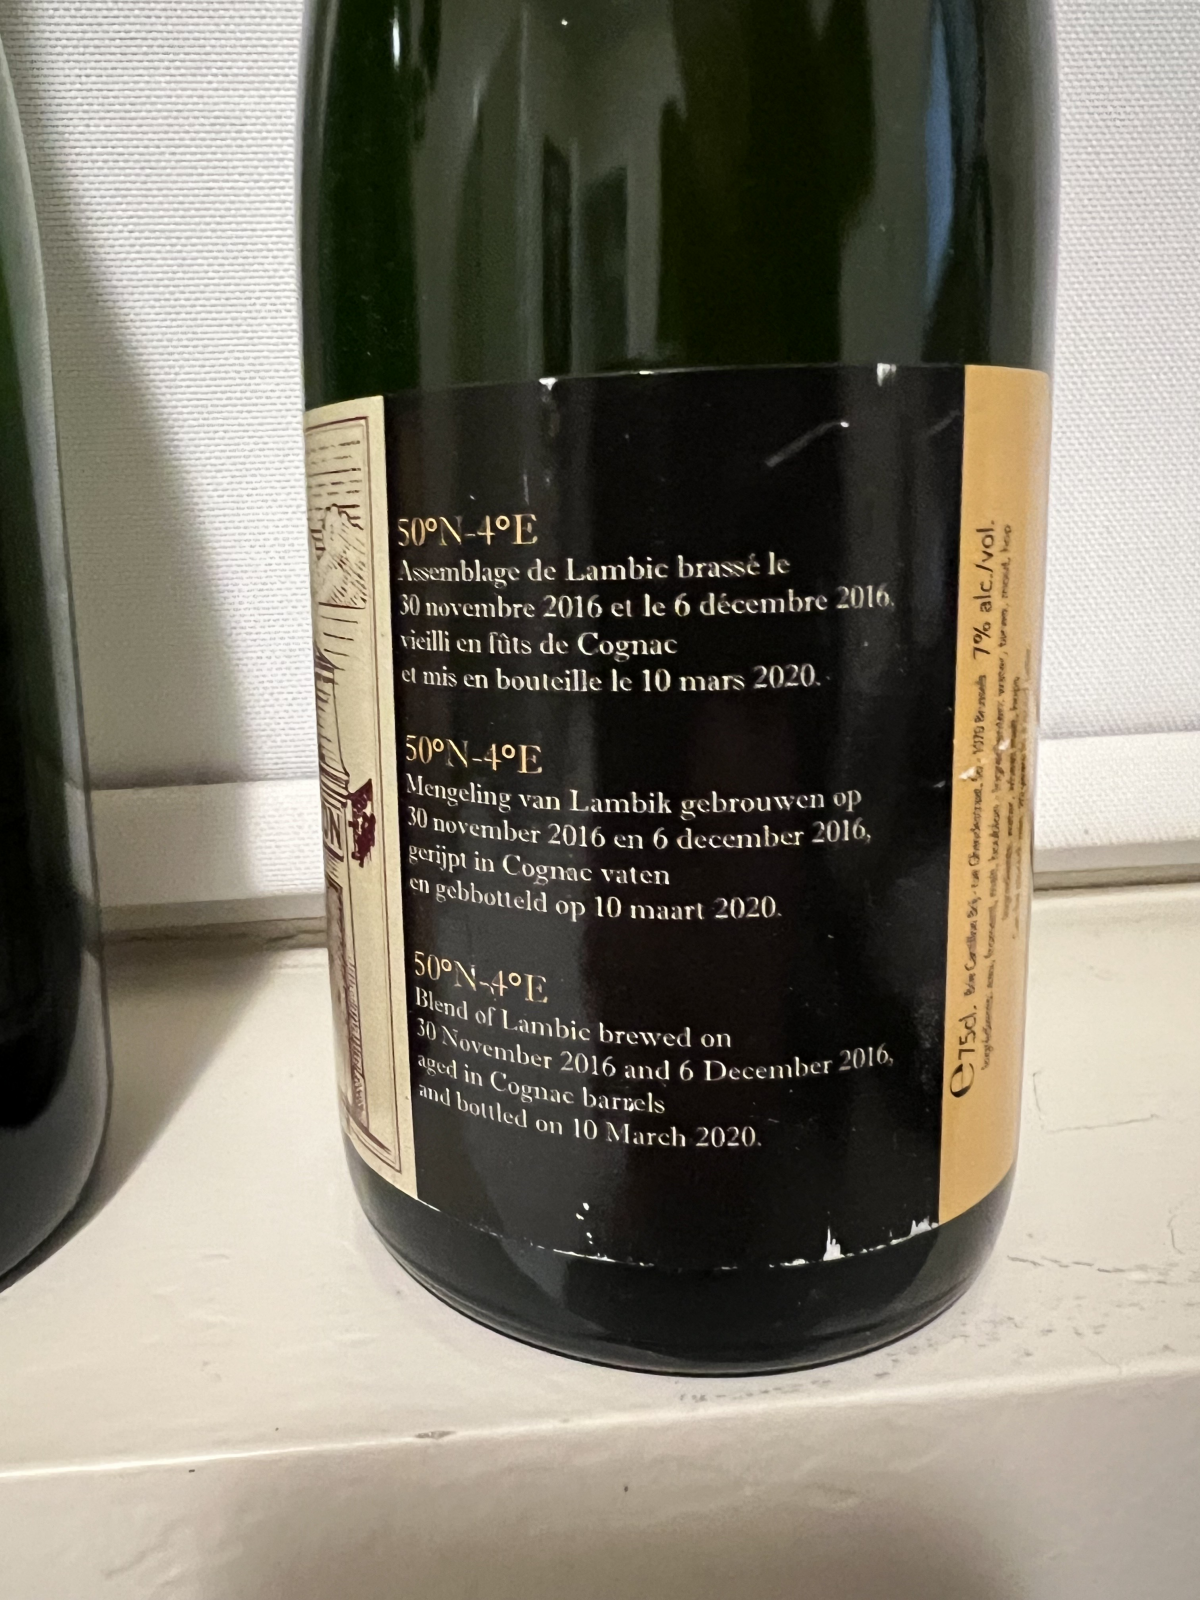 50°N-4°E
Assemblage de Lambic brassé le
30 novembre 2016 et le 6 décembre 2016,
vieilli en fûts de Cognac
et mis en bouteille le 10 mars 2020.
50°N-4°E
Mengeling van Lambik gebrouwen op
30 november 2016 en 6 december 2016,
gerijpt in Cognac vaten
en gebbotteld op 10 maart 2020.
50°N-4°E
Blend of Lambic brewed on
30 November 2016 and 6 December 2016,
aged in Cognac barrels
and bottled on 10 March 2020.
e75cl. 1070 Brussels 7% alc./vol.